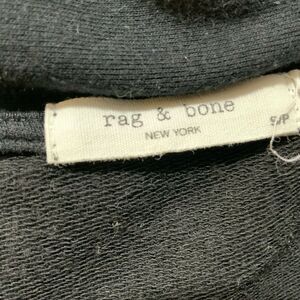 rag & bone
NEW YORK
S/P